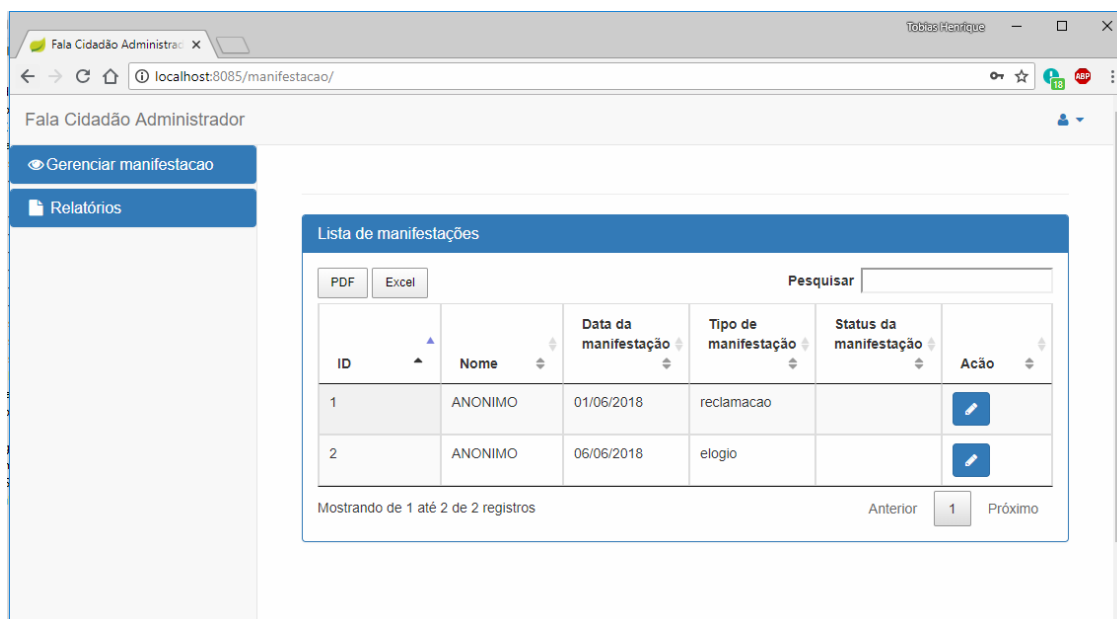 Tobias Henrique
Fala Cidadão Administrad
localhost:8085/manifestacao/
18
ABP
Fala Cidadão Administrador
Gerenciar manifestacao
Relatórios
Lista de manifestações
PDF Excel Pesquisar
ID Nome Data da manifestação Tipo de manifestação Status da manifestação Acão
1 ANONIMO 01/06/2018 reclamacao
2 ANONIMO 06/06/2018 elogio
Mostrando de 1 até 2 de 2 registros Anterior 1 Próximo